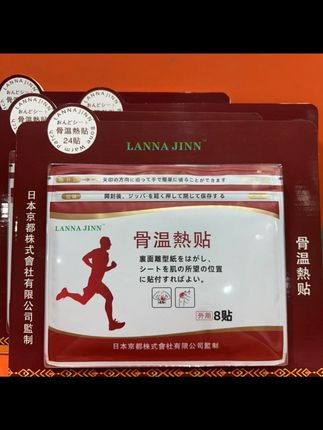 LANNA JINN
おんどシート
骨温熱貼
24貼
Bone Warm Patch
LANNA JINN
矢印の方向に沿って手で簡単に破ることができます
開封後、ジッパーを軽く押して閉じて保存する
LANNA JINN
骨温熱贴
裏面離型紙をはがし、
シートを肌の所望の位置
に貼付すればよい。
外用 8貼
日本京都株式會社有限公司監制
骨温熱贴
日本京都株式會社有限公司監制